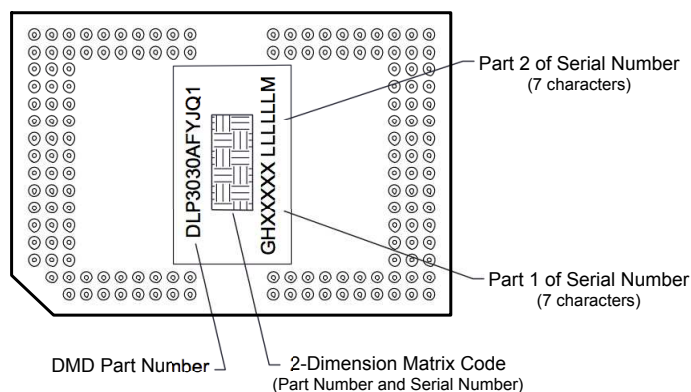 Part 2 of Serial Number
(7 characters)
DLP3030AFYJQ1
GHXXXXX LLLLLLM
Part 1 of Serial Number
(7 characters)
DMD Part Number
2-Dimension Matrix Code
(Part Number and Serial Number)